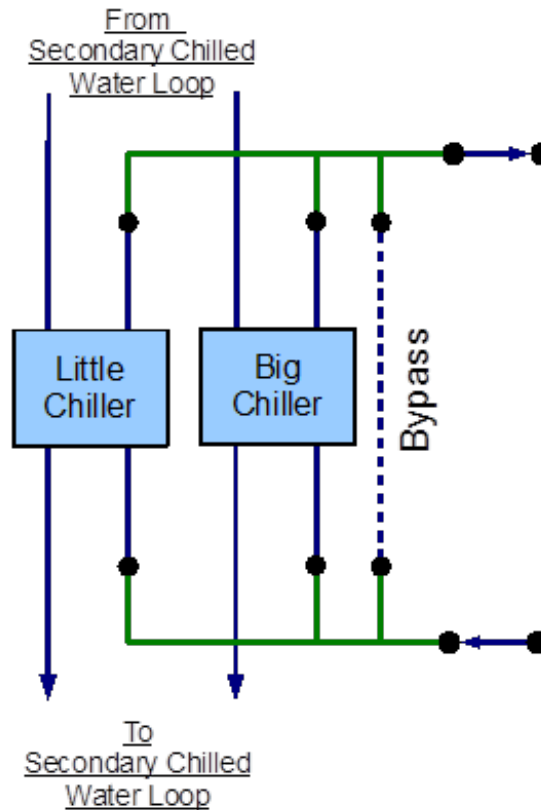 From
Secondary Chilled
Water Loop
Little
Chiller
Big
Chiller
Bypass
To
Secondary Chilled
Water Loop